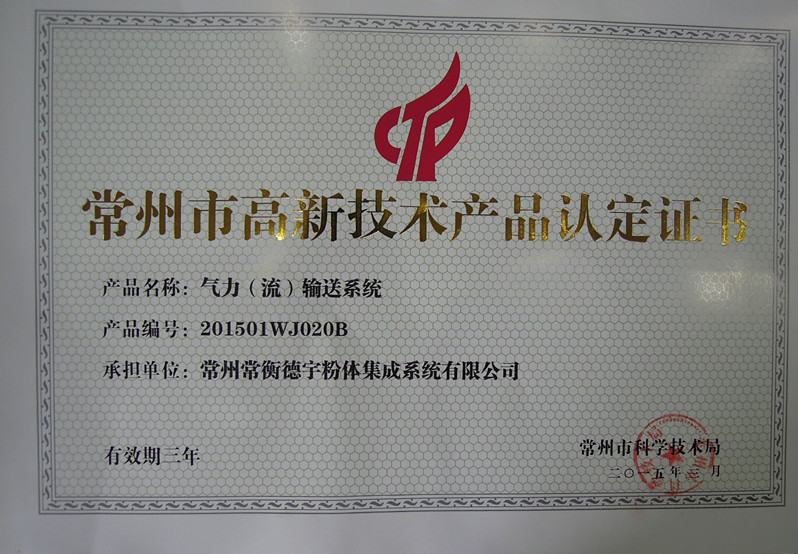 常州市高新技术产品认定证书
产品名称：气力（流）输送系统
产品编号：201501WJ020B
承担单位：常州常衡德宇粉体集成系统有限公司
有效期三年
常州市科学技术局
二〇一五年三月